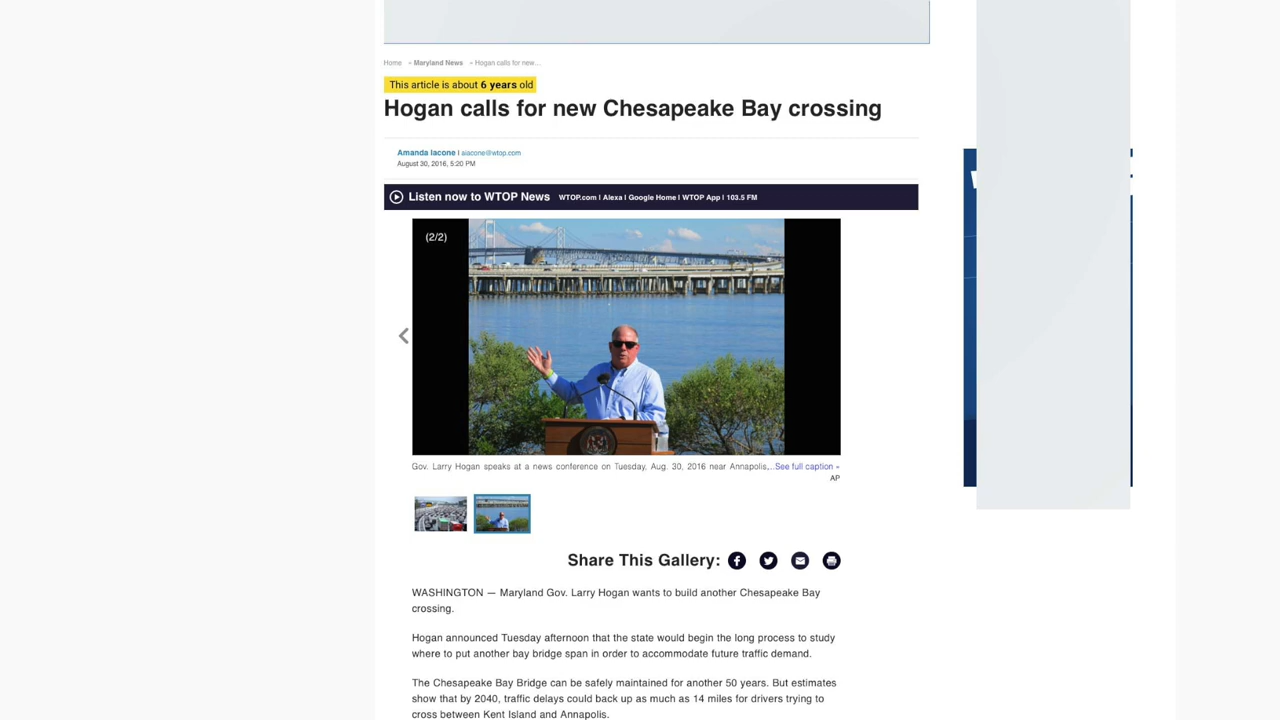 Home » Maryland News » Hogan calls for new...
This article is about 6 years old
Hogan calls for new Chesapeake Bay crossing
Amanda Iacone | aiacone@wtop.com
August 30, 2016, 5:20 PM
Listen now to WTOP News WTOP.com | Alexa | Google Home | WTOP App | 103.5 FM
(2/2)
Gov. Larry Hogan speaks at a news conference on Tuesday, Aug. 30, 2016 near Annapolis,...See full caption »
AP
Share This Gallery:
WASHINGTON — Maryland Gov. Larry Hogan wants to build another Chesapeake Bay
crossing.
Hogan announced Tuesday afternoon that the state would begin the long process to study
where to put another bay bridge span in order to accommodate future traffic demand.
The Chesapeake Bay Bridge can be safely maintained for another 50 years. But estimates
show that by 2040, traffic delays could back up as much as 14 miles for drivers trying to
cross between Kent Island and Annapolis.